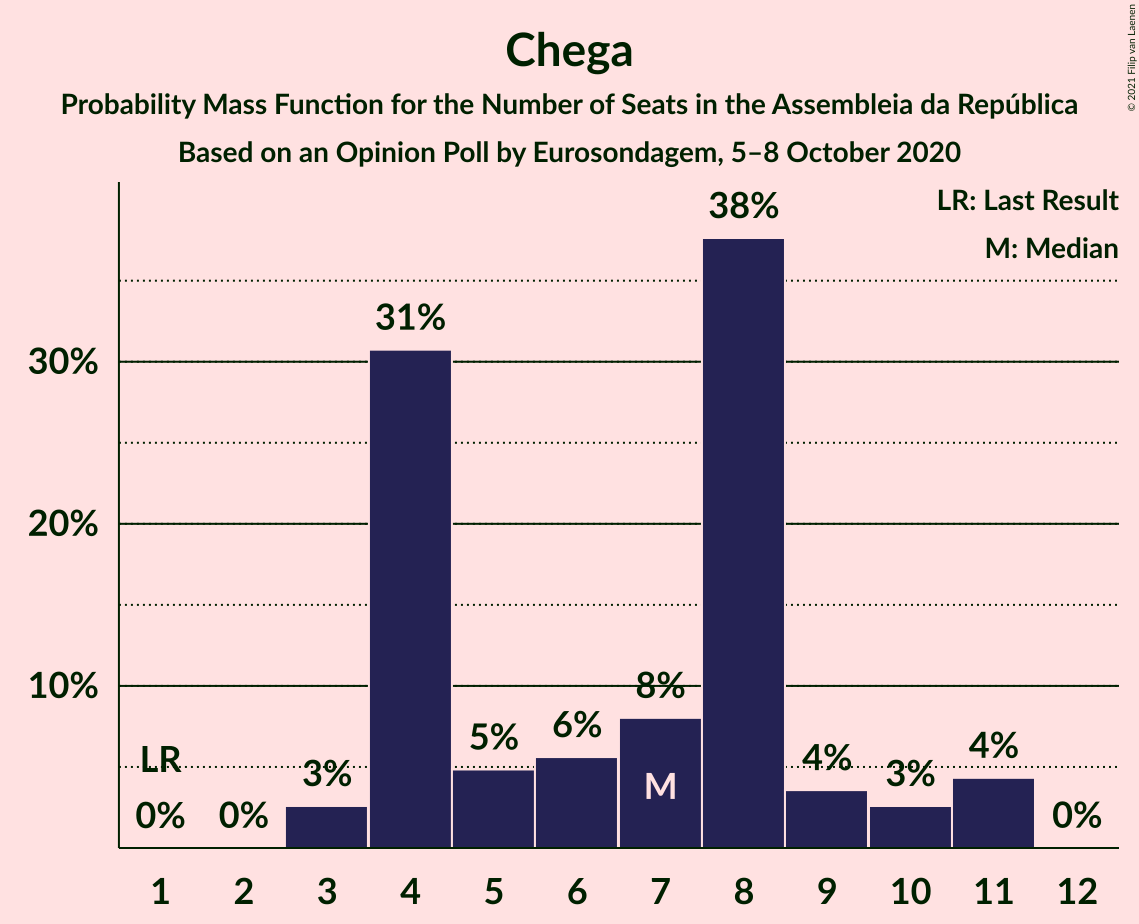 Chega
Probability Mass Function for the Number of Seats in the Assembleia da República
Based on an Opinion Poll by Eurosondagem, 5–8 October 2020
© 2021 Filip van Laenen
LR: Last Result
M: Median
38%
31%
30%
20%
10%
8%
6%
5%
4%
4%
3%
3%
LR
M
0%
0%
0%
1 2 3 4 5 6 7 8 9 10 11 12